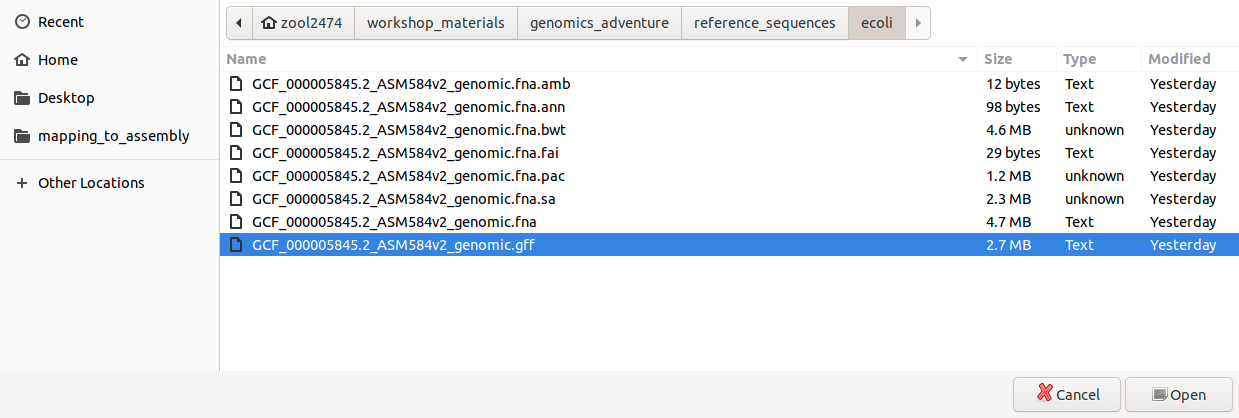 Recent
Home
Desktop
mapping_to_assembly
Other Locations
zool2474 workshop_materials genomics_adventure reference_sequences ecoli
Name Size Type Modified
GCF_000005845.2_ASM584v2_genomic.fna.amb 12 bytes Text Yesterday
GCF_000005845.2_ASM584v2_genomic.fna.ann 98 bytes Text Yesterday
GCF_000005845.2_ASM584v2_genomic.fna.bwt 4.6 MB unknown Yesterday
GCF_000005845.2_ASM584v2_genomic.fna.fai 29 bytes Text Yesterday
GCF_000005845.2_ASM584v2_genomic.fna.pac 1.2 MB unknown Yesterday
GCF_000005845.2_ASM584v2_genomic.fna.sa 2.3 MB unknown Yesterday
GCF_000005845.2_ASM584v2_genomic.fna 4.7 MB Text Yesterday
GCF_000005845.2_ASM584v2_genomic.gff 2.7 MB Text Yesterday
Cancel Open